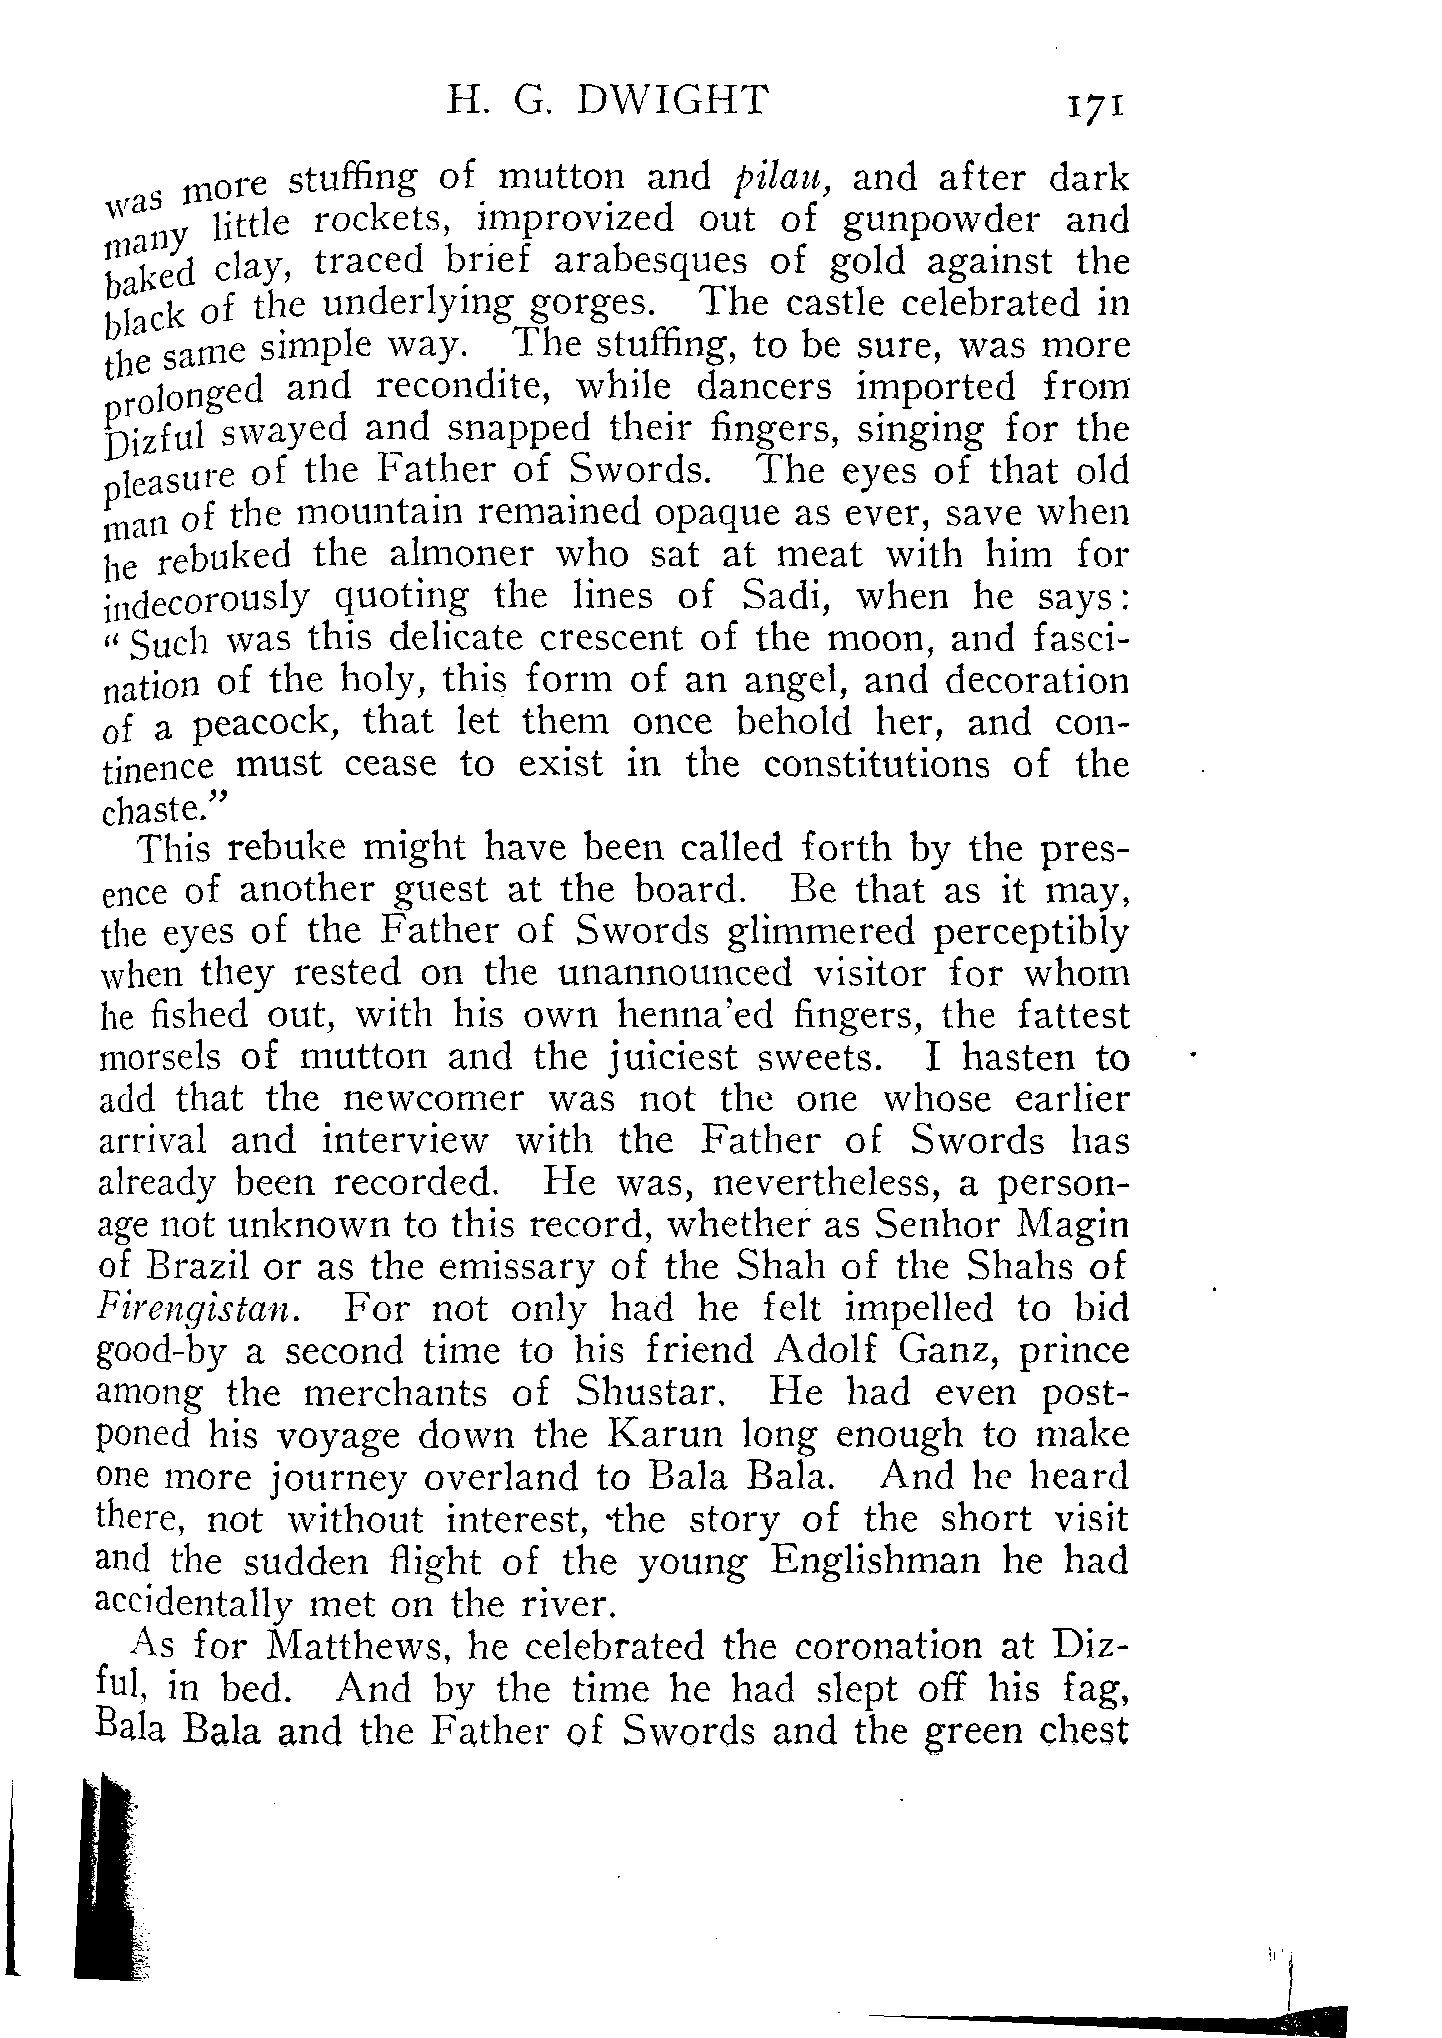 H. G. DWIGHT 171
was more stuffing of mutton and pilau, and after dark
many little rockets, improvized out of gunpowder and
baked clay, traced brief arabesques of gold against the
black of the underlying gorges. The castle celebrated in
the same simple way. The stuffing, to be sure, was more
prolonged and recondite, while dancers imported from
Dizful swayed and snapped their fingers, singing for the
pleasure of the Father of Swords. The eyes of that old
man of the mountain remained opaque as ever, save when
he rebuked the almoner who sat at meat with him for
indecorously quoting the lines of Sadi, when he says:
“Such was this delicate crescent of the moon, and fasci-
nation of the holy, this form of an angel, and decoration
of a peacock, that let them once behold her, and con-
tinence must cease to exist in the constitutions of the
chaste.”
This rebuke might have been called forth by the pres-
ence of another guest at the board. Be that as it may,
the eyes of the Father of Swords glimmered perceptibly
when they rested on the unannounced visitor for whom
he fished out, with his own henna'ed fingers, the fattest
morsels of mutton and the juiciest sweets. I hasten to
add that the newcomer was not the one whose earlier
arrival and interview with the Father of Swords has
already been recorded. He was, nevertheless, a person-
age not unknown to this record, whether as Senhor Magin
of Brazil or as the emissary of the Shah of the Shahs of
Firengistan. For not only had he felt impelled to bid
good-by a second time to his friend Adolf Ganz, prince
among the merchants of Shustar. He had even post-
poned his voyage down the Karun long enough to make
one more journey overland to Bala Bala. And he heard
there, not without interest, the story of the short visit
and the sudden flight of the young Englishman he had
accidentally met on the river.
As for Matthews, he celebrated the coronation at Diz-
ful, in bed. And by the time he had slept off his fag,
Bala Bala and the Father of Swords and the green chest